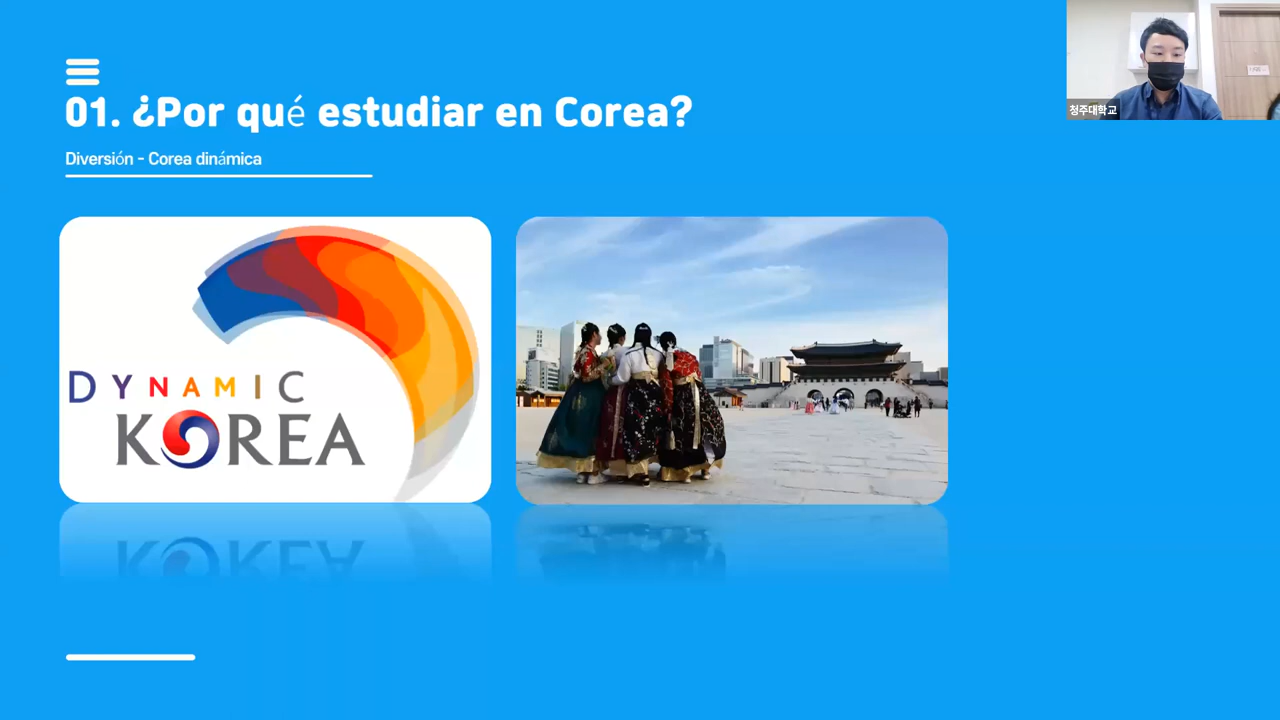 01. ¿Por qué estudiar en Corea?
Diversión - Corea dinámica
DYNAMIC
KOREA
청주대학교